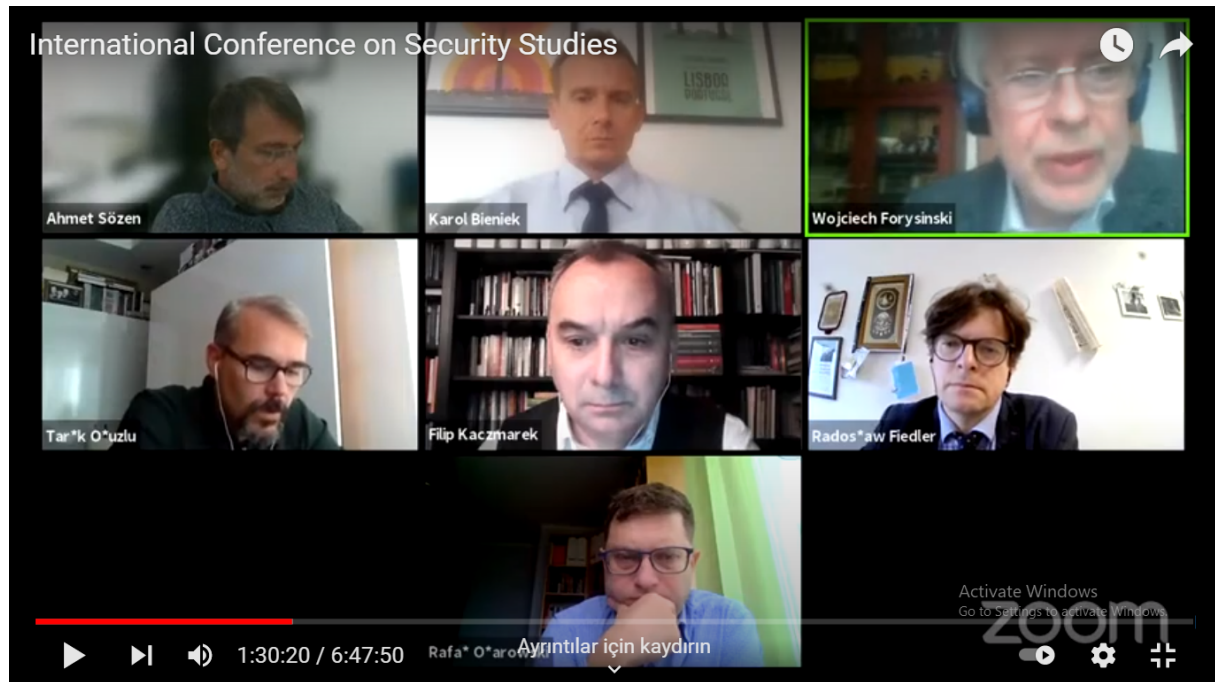 International Conference on Security Studies
LISBOA
PORTUGAL
Ahmet Sözen
Karol Bieniek
Wojciech Forysinski
Tar*k O*uzlu
Filip Kaczmarek
Rados*aw Fiedler
Activate Windows
Go to Settings to activate Windows.
zoom
Ayrıntılar için kaydırın
1:30:20 / 6:47:50
Rafa* O*arow